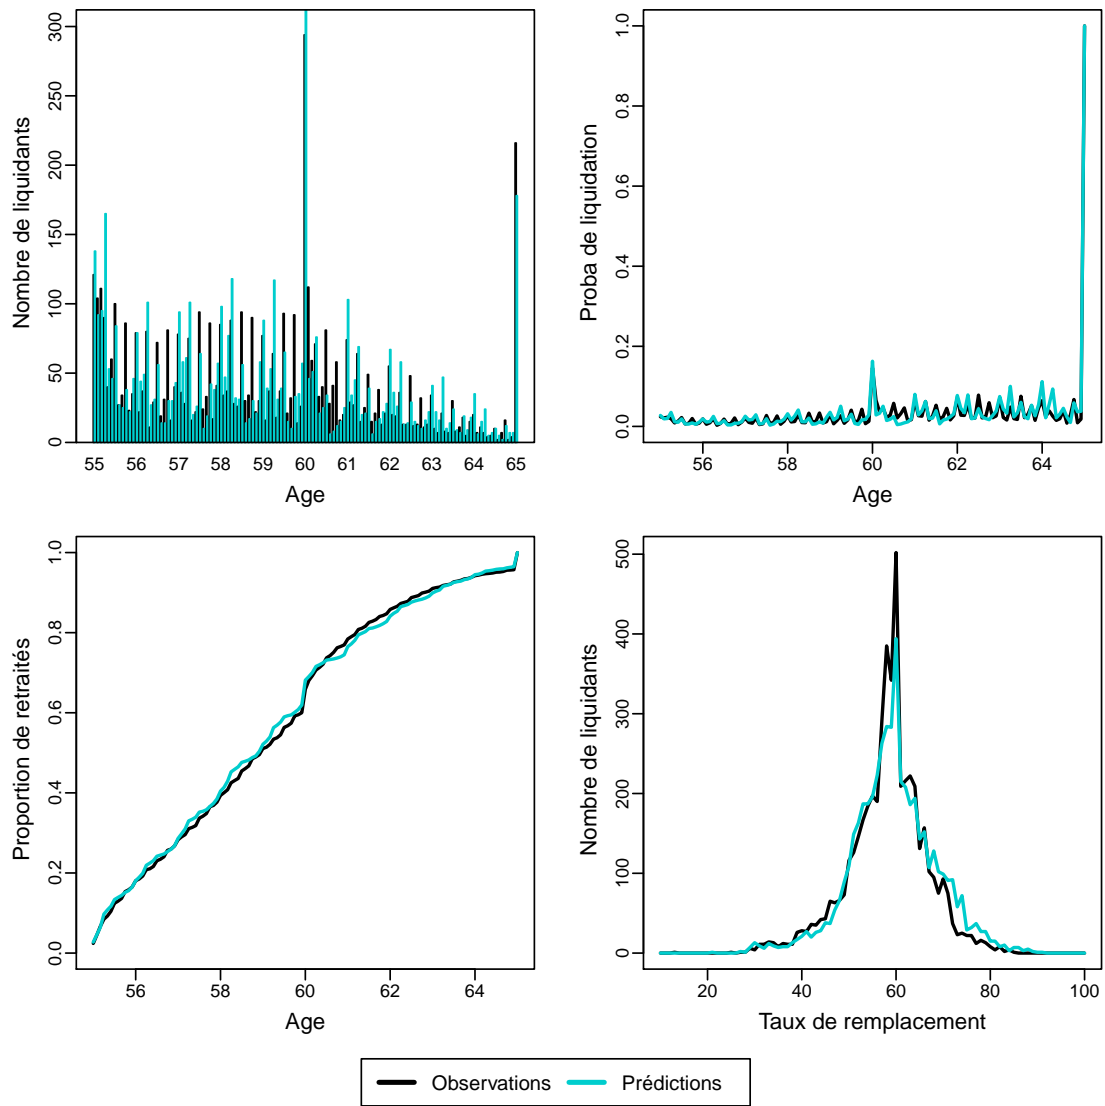 Nombre de liquidants
0 50 100 150 200 250 300
55 56 57 58 59 60 61 62 63 64 65
Age
Proba de liquidation
0.0 0.2 0.4 0.6 0.8 1.0
56 58 60 62 64
Age
Proportion de retraités
0.0 0.2 0.4 0.6 0.8 1.0
56 58 60 62 64
Age
Nombre de liquidants
0 100 200 300 400 500
20 40 60 80 100
Taux de remplacement
Observations Prédictions